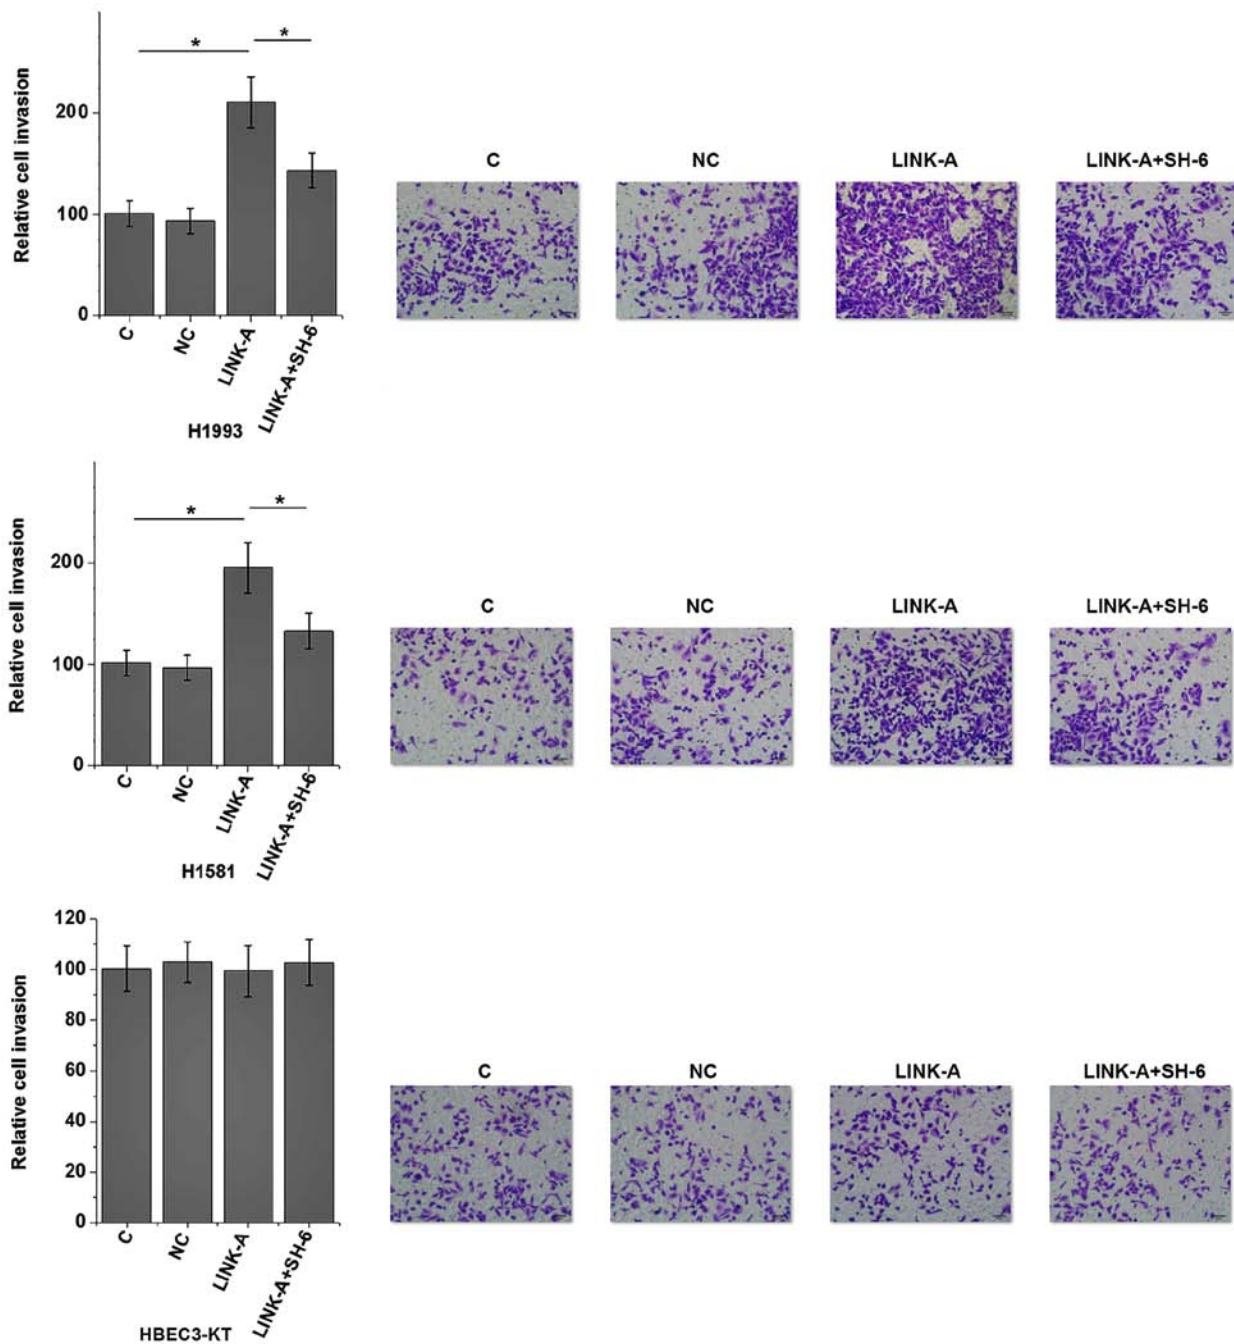 Relative cell invasion
200
100
0
*
*
C
NC
LINK-A
LINK-A+SH-6
H1993
C
NC
LINK-A
LINK-A+SH-6
Relative cell invasion
200
100
0
*
*
C
NC
LINK-A
LINK-A+SH-6
H1581
C
NC
LINK-A
LINK-A+SH-6
Relative cell invasion
120
100
80
60
40
20
0
C
NC
LINK-A
LINK-A+SH-6
HBEC3-KT
C
NC
LINK-A
LINK-A+SH-6